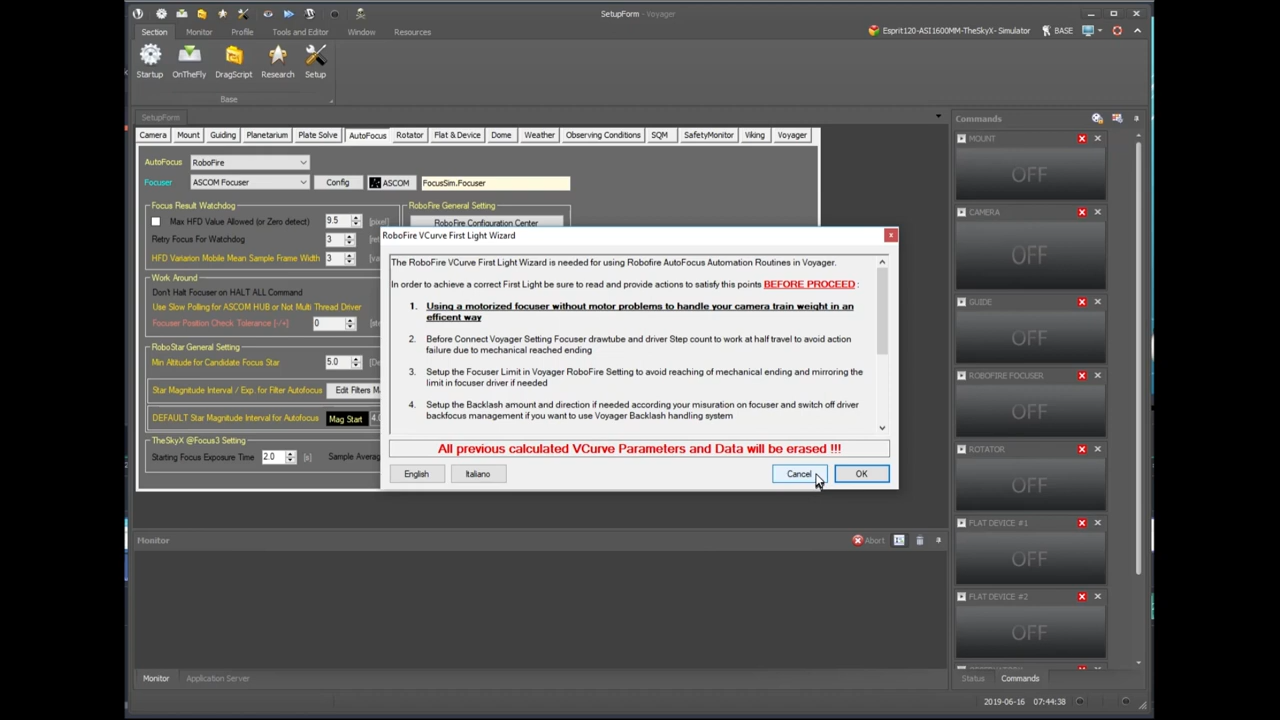 SetupForm - Voyager
Section Monitor Profile Tools and Editor Window Resources
Esprit120-ASI1600MM-TheSkyX- Simulator BASE
Startup OnTheFly DragScript Research Setup
Base
SetupForm
Commands
Camera Mount Guiding Planetarium Plate Solve AutoFocus Rotator Flat & Device Dome Weather Observing Conditions SQM SafetyMonitor Viking Voyager
AutoFocus RoboFire
Focuser ASCOM Focuser Config ASCOM FocusSim.Focuser
Focus Result Watchdog
Max HFD Value Allowed (or Zero detect) 9.5 [pixel]
Retry Focus For Watchdog 3
HFD Variation Mobile Mean Sample Frame Width 3
RoboFire General Setting
RoboFire Configuration Center
Work Around
Don't Halt Focuser on HALT ALL Command
Use Slow Polling for ASCOM HUB or Not Multi Thread Driver
Focuser Position Check Tolerance [-/+] 0
RoboStar General Setting
Min Altitude for Candidate Focus Star 5.0
Star Magnitude Interval / Exp. for Filter Autofocus Edit Filters M
DEFAULT Star Magnitude Interval for Autofocus Mag Start 4.
TheSkyX @Focus3 Setting
Starting Focus Exposure Time 2.0 [s] Sample Averag
RoboFire VCurve First Light Wizard
The RoboFire VCurve First Light Wizard is needed for using Robofire AutoFocus Automation Routines in Voyager.
In order to achieve a correct First Light be sure to read and provide actions to satisfy this points BEFORE PROCEED :
1. Using a motorized focuser without motor problems to handle your camera train weight in an
efficent way
2. Before Connect Voyager Setting Focuser drawtube and driver Step count to work at half travel to avoid action
failure due to mechanical reached ending
3. Setup the Focuser Limit in Voyager RoboFire Setting to avoid reaching of mechanical ending and mirroring the
limit in focuser driver if needed
4. Setup the Backlash amount and direction if needed according your misuration on focuser and switch off driver
backfocus management if you want to use Voyager Backlash handling system
All previous calculated VCurve Parameters and Data will be erased !!!
English Italiano Cancel OK
MOUNT
OFF
CAMERA
OFF
GUIDE
OFF
ROBOFIRE FOCUSER
OFF
ROTATOR
OFF
FLAT DEVICE #1
OFF
FLAT DEVICE #2
OFF
Monitor Abort
Monitor Application Server
Status Commands
2019-06-16 07:44:38